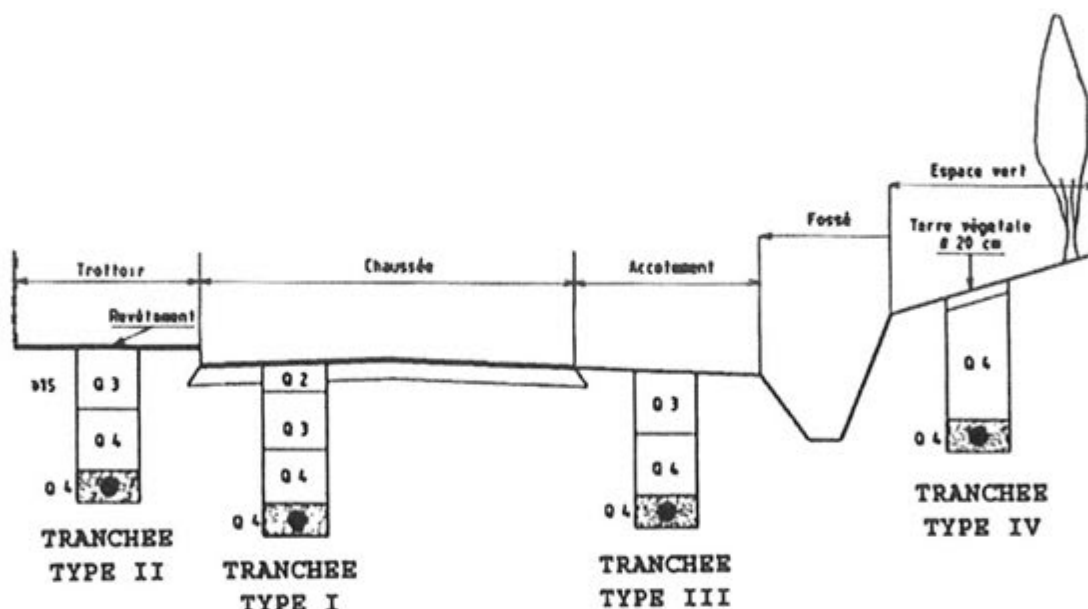 Espace vert
Fossé
Terre végétale
20 cm
Trottoir
Chaussée
Accotement
Revêtement
Q 3
Q 4
Q 4
TRANCHEE
TYPE II
Q 2
Q 3
Q 4
Q 4
TRANCHEE
TYPE I
Q 3
Q 4
Q 4
TRANCHEE
TYPE III
Q 4
Q 4
TRANCHEE
TYPE IV